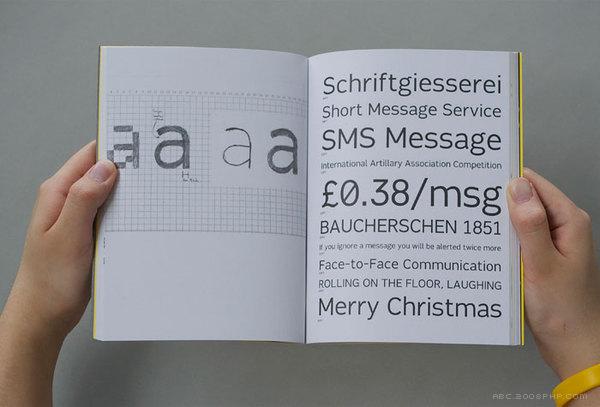 a a a a
Schriftgiesserei
Short Message Service
SMS Message
International Artillary Association Competition
£0.38/msg
BAUCHERSCHEN 1851
If you ignore a message you will be alerted twice more
Face-to-Face Communication
ROLLING ON THE FLOOR, LAUGHING
Merry Christmas
ABC.2008PHP.COM